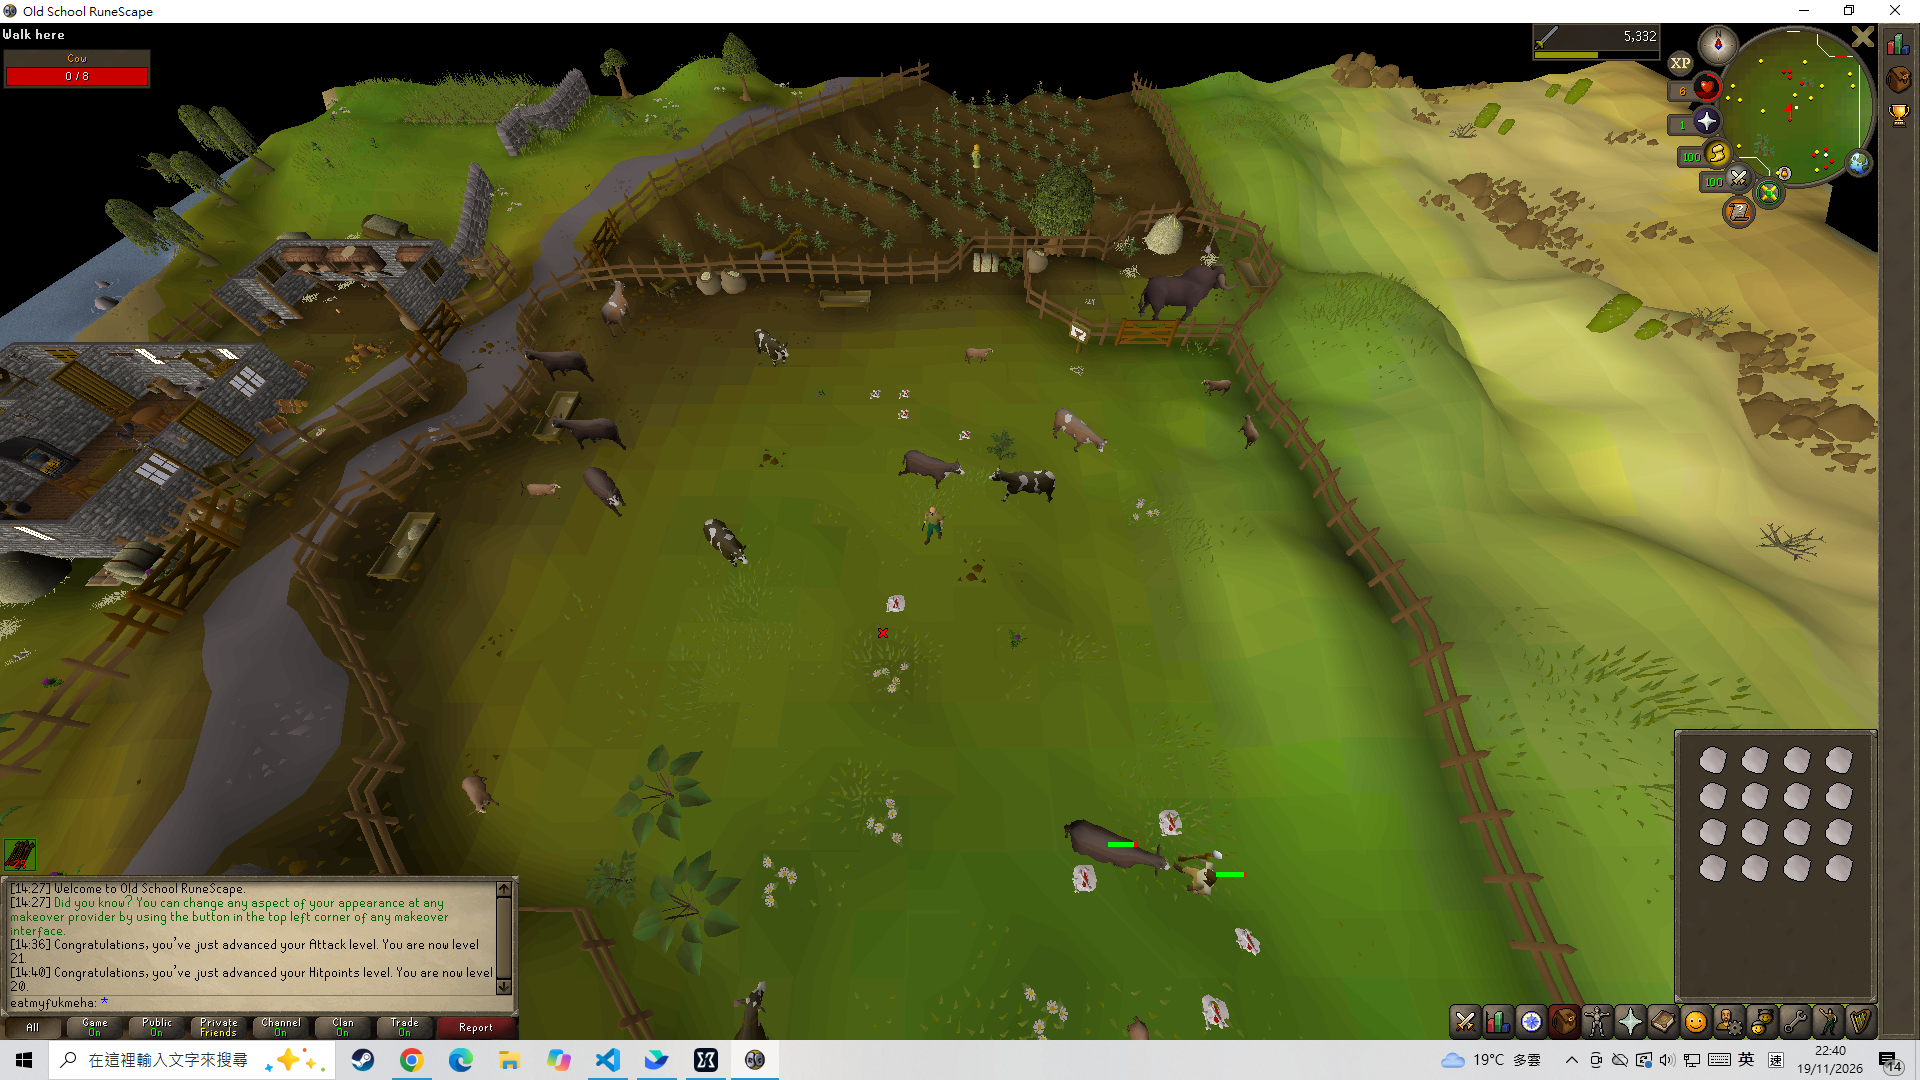 Old School RuneScape
Walk here
Cow
0 / 8
5,332
N
XP
6
1
100
100
25
[14:27] Welcome to Old School RuneScape.
[14:27] Did you know? You can change any aspect of your appearance at any
makeover provider by using the button in the top left corner of any makeover
interface.
[14:36] Congratulations, you've just advanced your Attack level. You are now level
21.
[14:40] Congratulations, you've just advanced your Hitpoints level. You are now level
20.
eatmyfukmeha: *
All
Game
On
Public
On
Private
Friends
Channel
On
Clan
On
Trade
On
Report
在這裡輸入文字來搜尋
19°C 多雲
英
速
22:40
19/11/2026
14